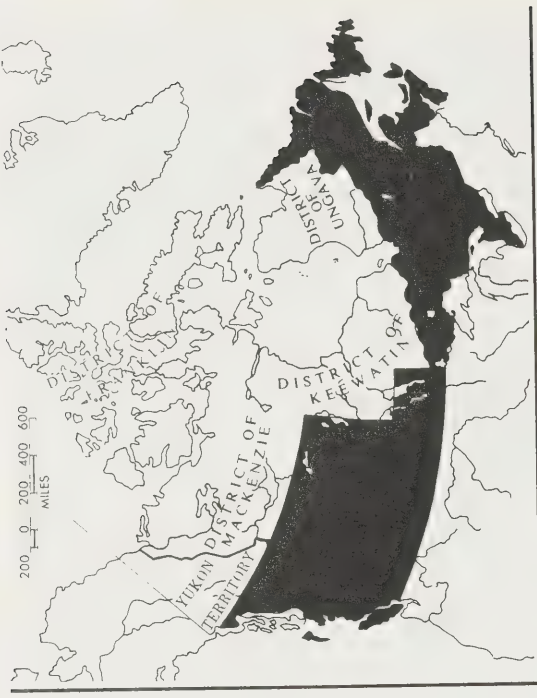 200 0 200 400 600
MILES
DISTRICT
OF
FRANKLIN
YUKON
TERRITORY
DISTRICT OF
MACKENZIE
DISTRICT OF
KEEWATIN
DISTRICT
OF
UNGAVA